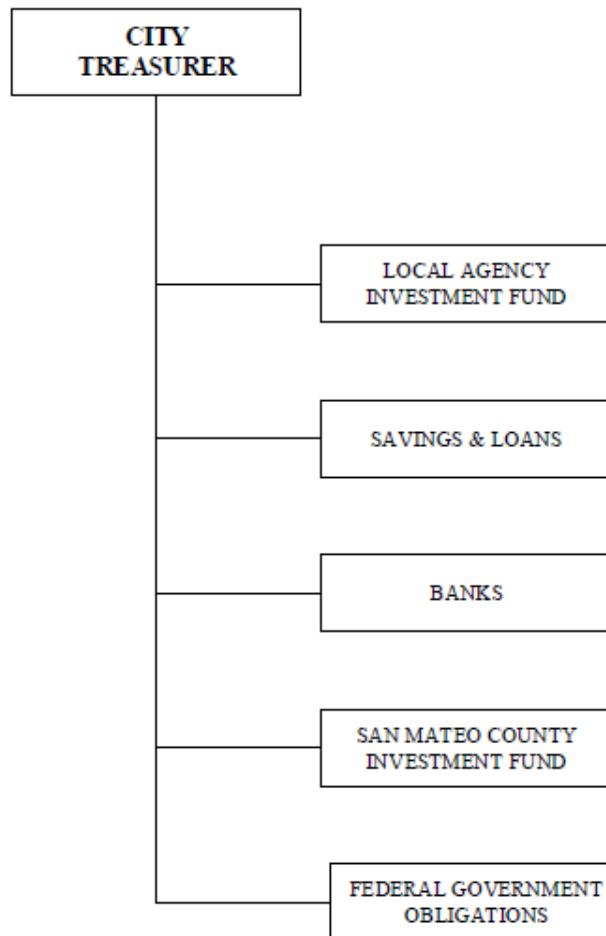 CITY
TREASURER
LOCAL AGENCY
INVESTMENT FUND
SAVINGS & LOANS
BANKS
SAN MATEO COUNTY
INVESTMENT FUND
FEDERAL GOVERNMENT
OBLIGATIONS